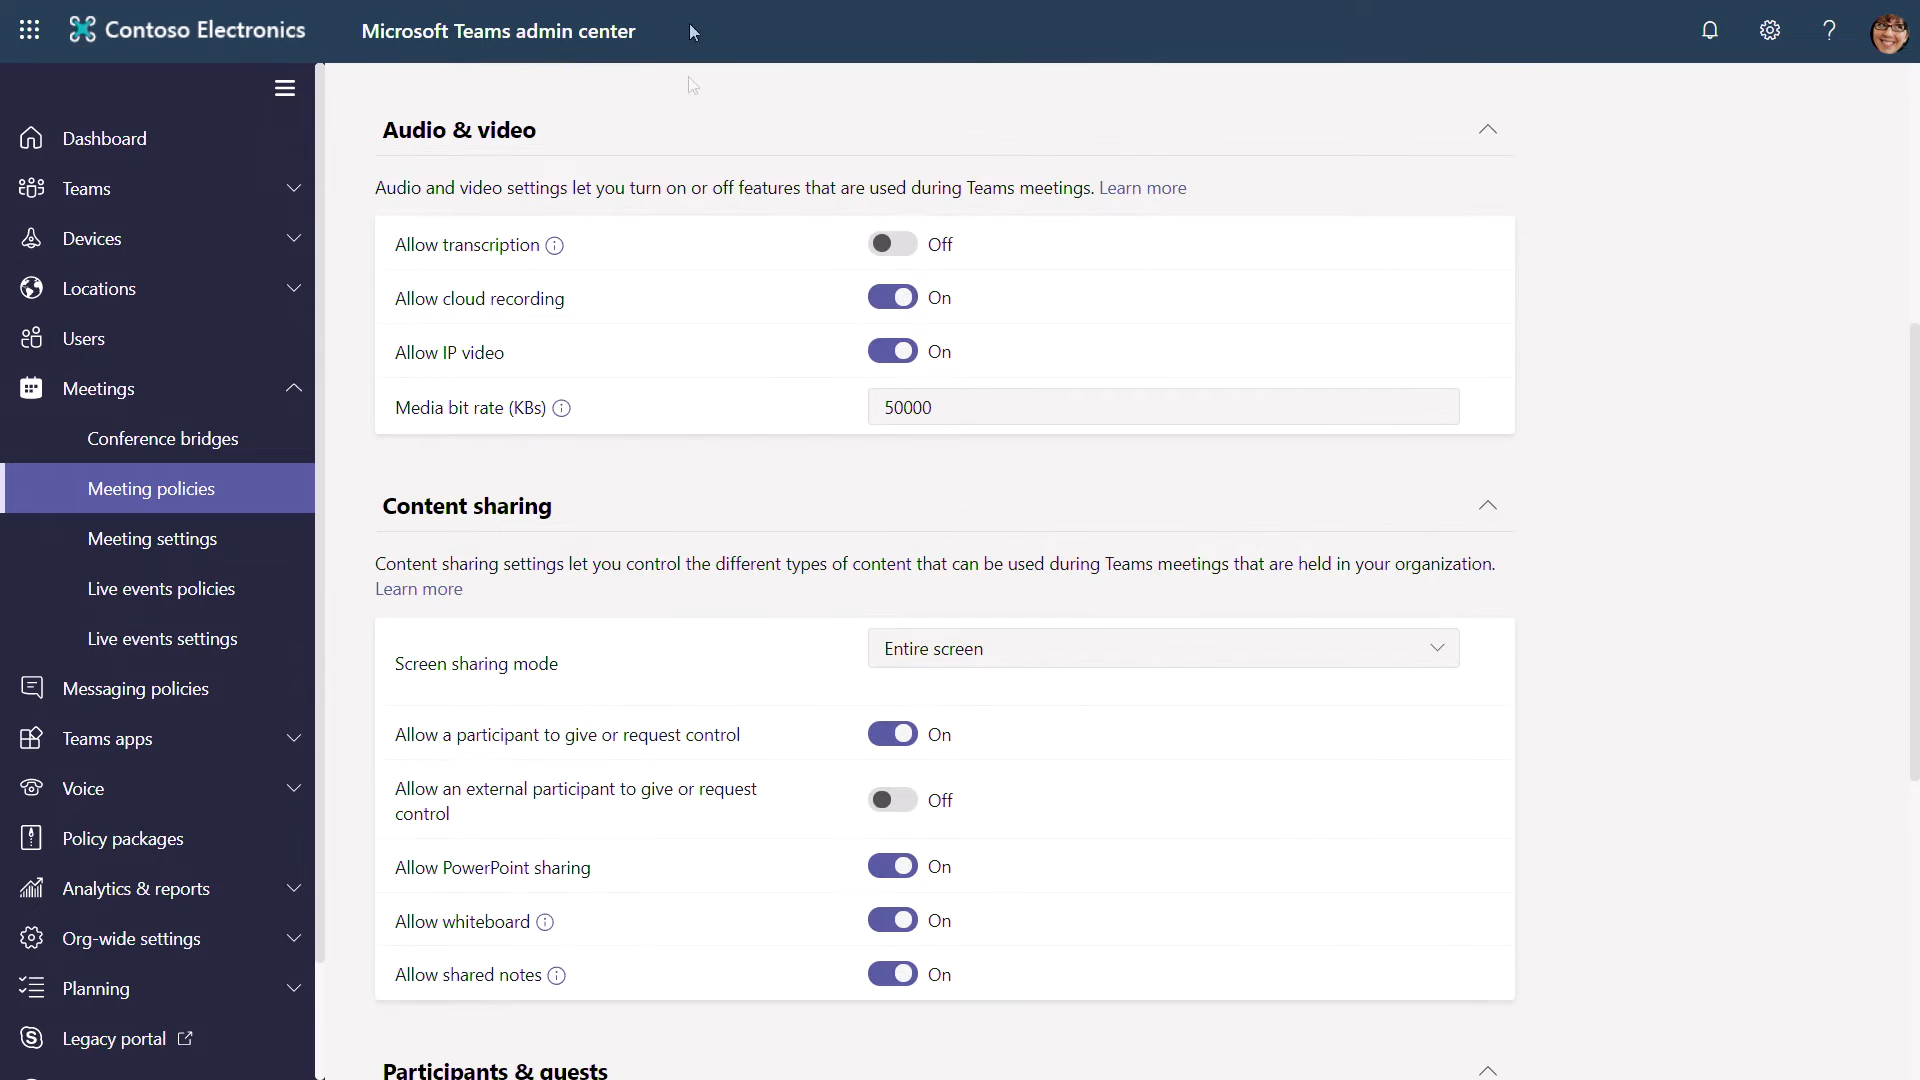 Contoso Electronics
Microsoft Teams admin center
?
Dashboard
Teams
Devices
Locations
Users
Meetings
Conference bridges
Meeting policies
Meeting settings
Live events policies
Live events settings
Messaging policies
Teams apps
Voice
Policy packages
Analytics & reports
Org-wide settings
Planning
Legacy portal
Audio & video
Audio and video settings let you turn on or off features that are used during Teams meetings. Learn more
Allow transcription
Off
Allow cloud recording
On
Allow IP video
On
Media bit rate (KBs)
50000
Content sharing
Content sharing settings let you control the different types of content that can be used during Teams meetings that are held in your organization.
Learn more
Screen sharing mode
Entire screen
Allow a participant to give or request control
On
Allow an external participant to give or request
control
Off
Allow PowerPoint sharing
On
Allow whiteboard
On
Allow shared notes
On
Participants & guests